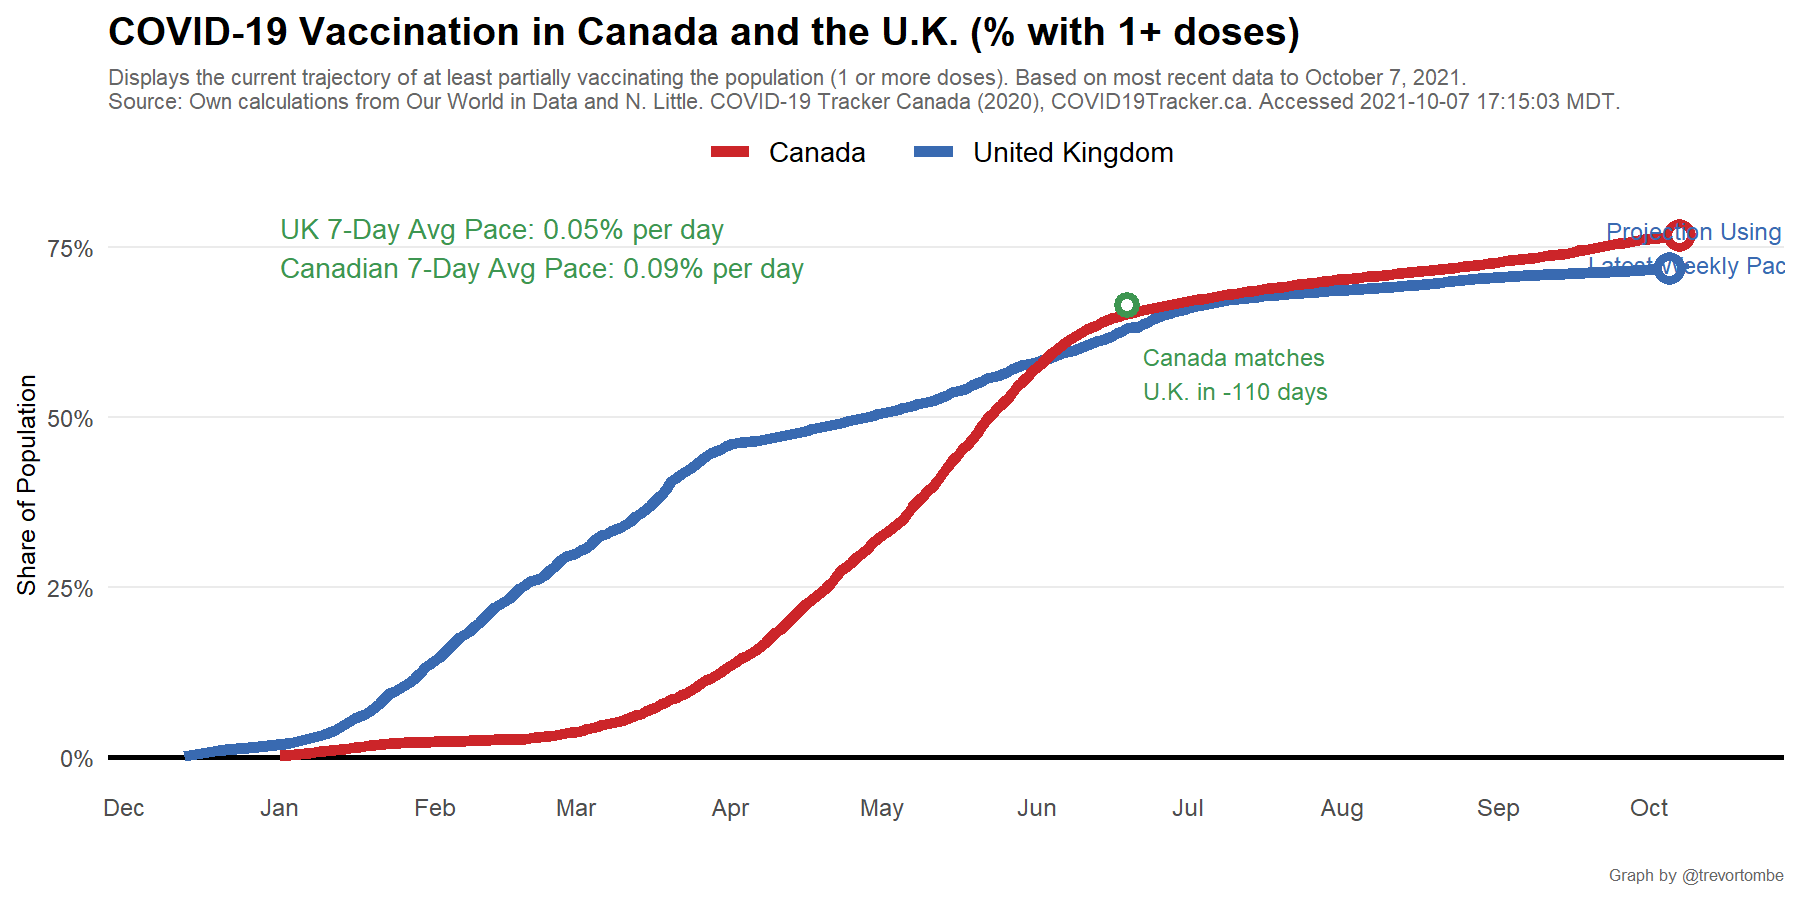 COVID-19 Vaccination in Canada and the U.K. (% with 1+ doses)
Displays the current trajectory of at least partially vaccinating the population (1 or more doses). Based on most recent data to October 7, 2021.
Source: Own calculations from Our World in Data and N. Little. COVID-19 Tracker Canada (2020), COVID19Tracker.ca. Accessed 2021-10-07 17:15:03 MDT.
Canada United Kingdom
UK 7-Day Avg Pace: 0.05% per day
Canadian 7-Day Avg Pace: 0.09% per day
Projection Using
Latest Weekly Pac
Canada matches
U.K. in -110 days
Share of Population
75%
50%
25%
0%
Dec Jan Feb Mar Apr May Jun Jul Aug Sep Oct
Graph by @trevortombe